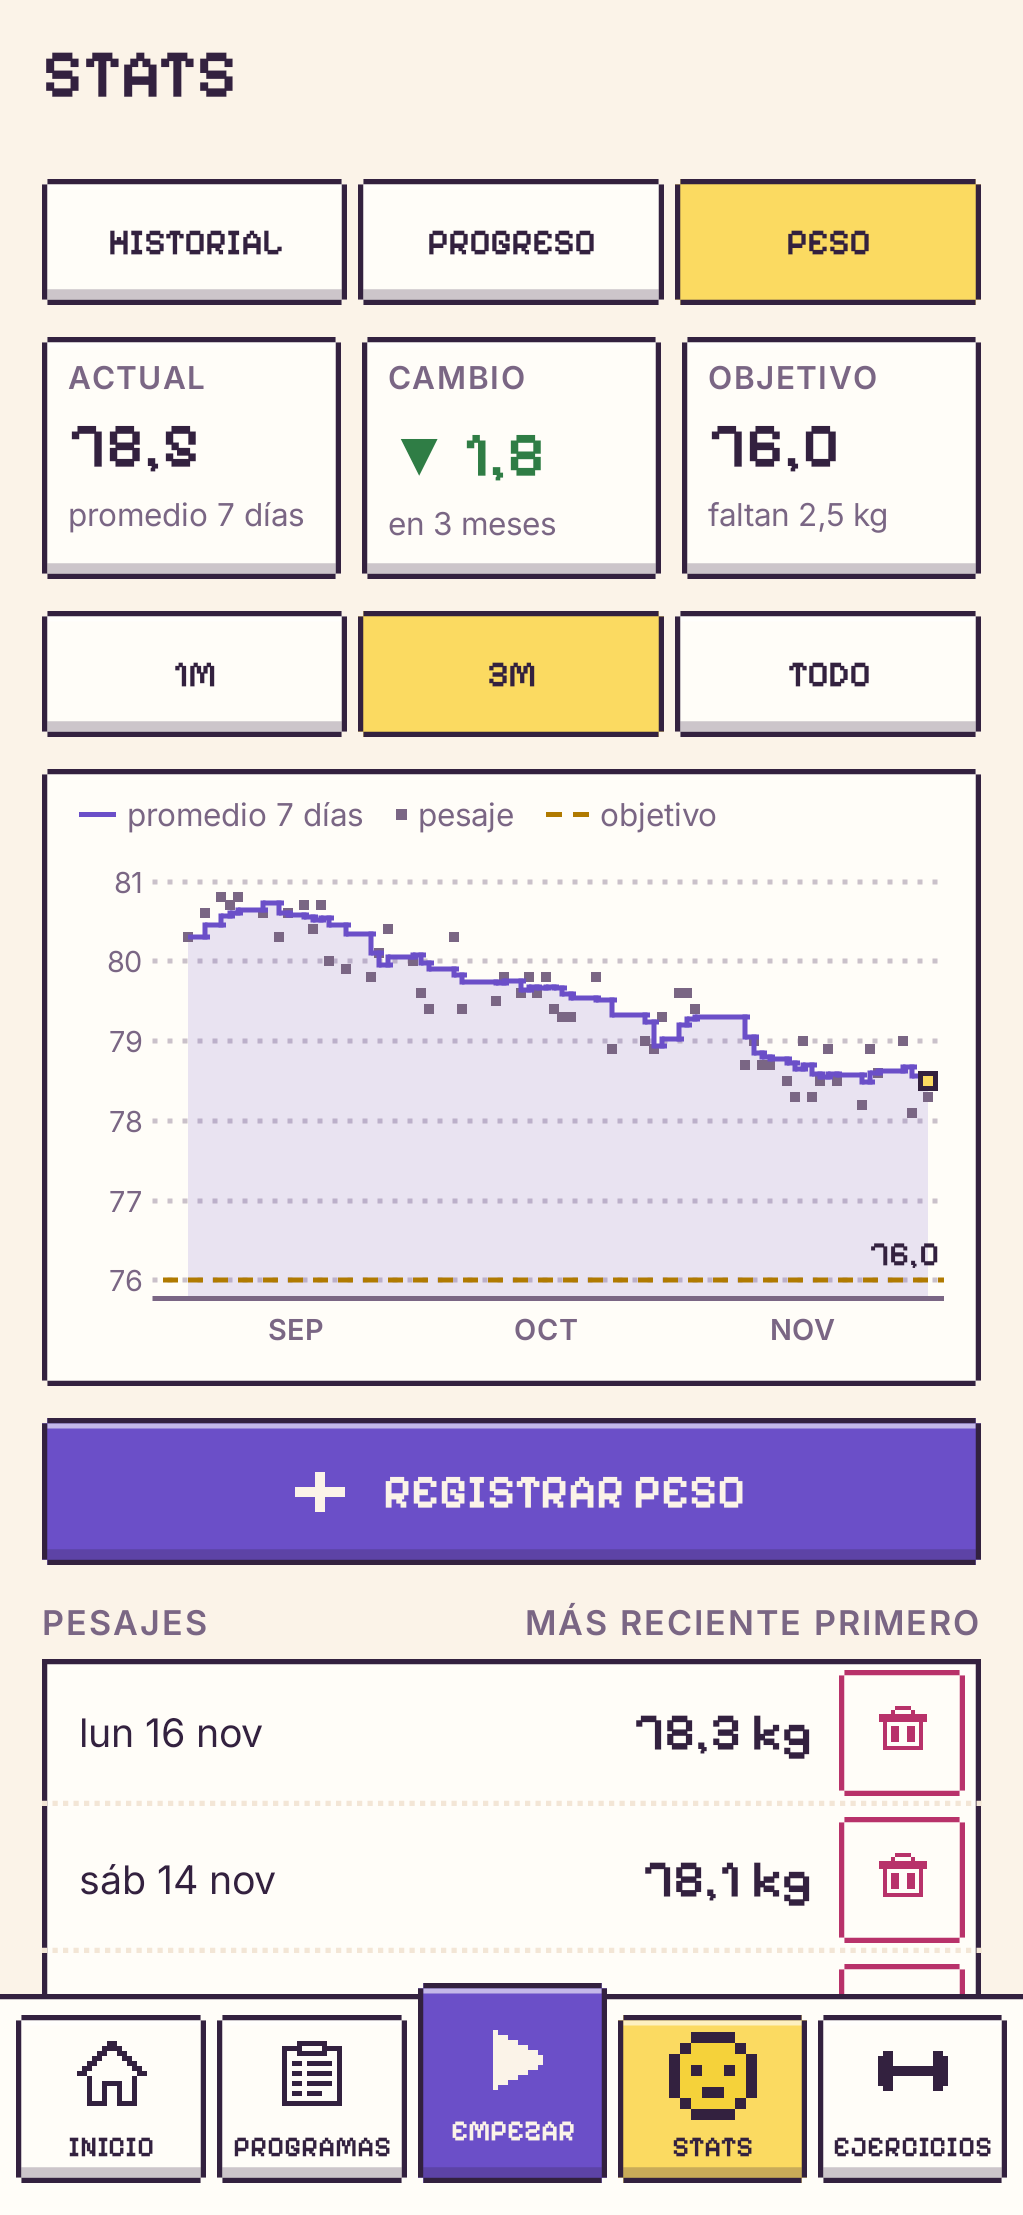 STATS
HISTORIAL PROGRESO PESO
ACTUAL CAMBIO OBJETIVO
78,5 ▼ 1,8 76,0
promedio 7 días en 3 meses faltan 2,5 kg
1M 3M TODO
promedio 7 días pesaje objetivo
81
80
79
78
77
76,0
76
SEP OCT NOV
+ REGISTRAR PESO
PESAJES MÁS RECIENTE PRIMERO
lun 16 nov 78,3 kg
sáb 14 nov 78,1 kg
INICIO PROGRAMAS EMPEZAR STATS EJERCICIOS